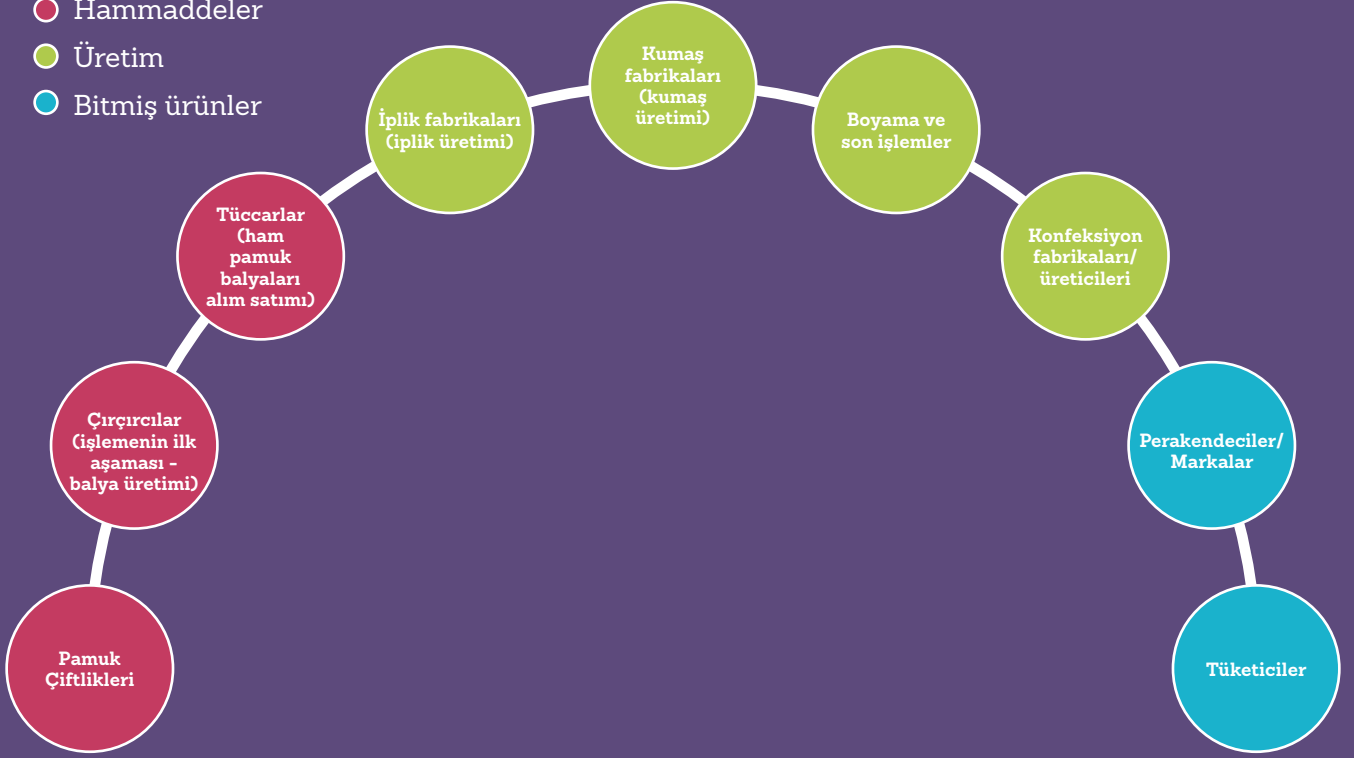 Hammaddeler
Üretim
Bitmiş ürünler
Pamuk
Çiftlikleri
Çırçırcılar
(işlemenin ilk
aşaması -
balya üretimi)
Tüccarlar
(ham
pamuk
balyaları
alım satımı)
İplik fabrikaları
(iplik üretimi)
Kumaş
fabrikaları
(kumaş
üretimi)
Boyama ve
son işlemler
Konfeksiyon
fabrikaları/
üreticileri
Perakendeciler/
Markalar
Tüketiciler